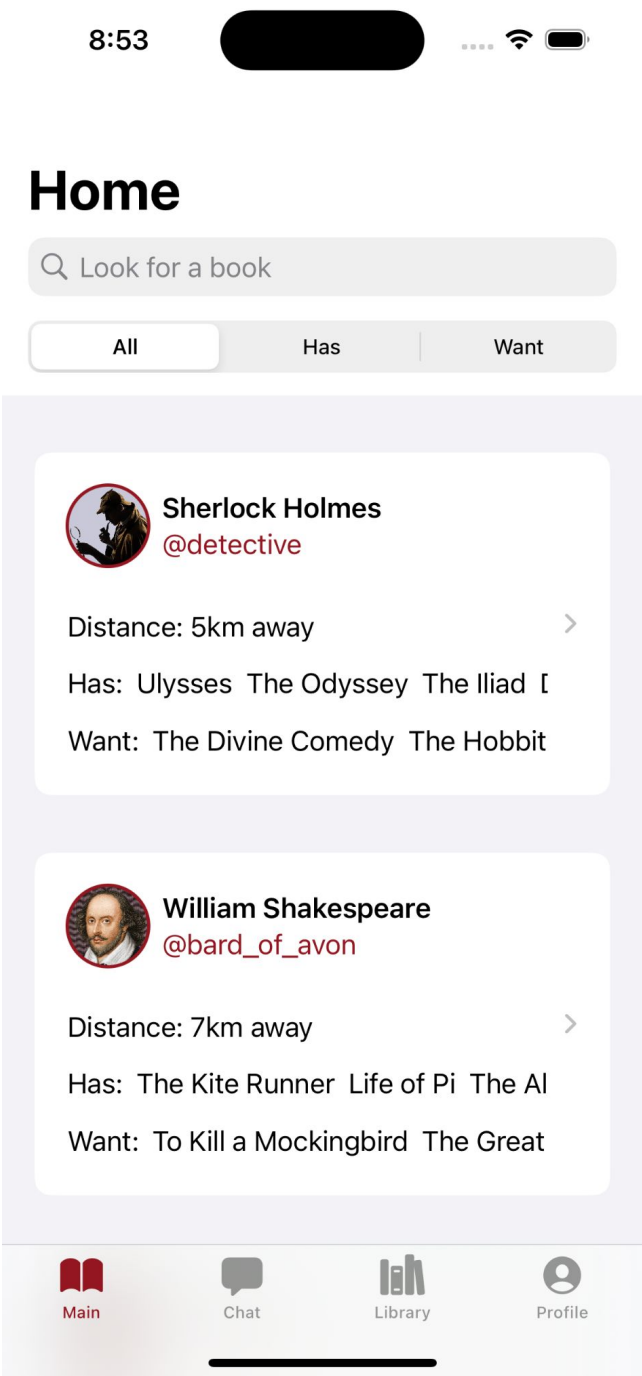 8:53
Home
Look for a book
All Has Want
Sherlock Holmes
@detective
Distance: 5km away
Has: Ulysses The Odyssey The Iliad
Want: The Divine Comedy The Hobbit
William Shakespeare
@bard_of_avon
Distance: 7km away
Has: The Kite Runner Life of Pi The Al
Want: To Kill a Mockingbird The Great
Main Chat Library Profile